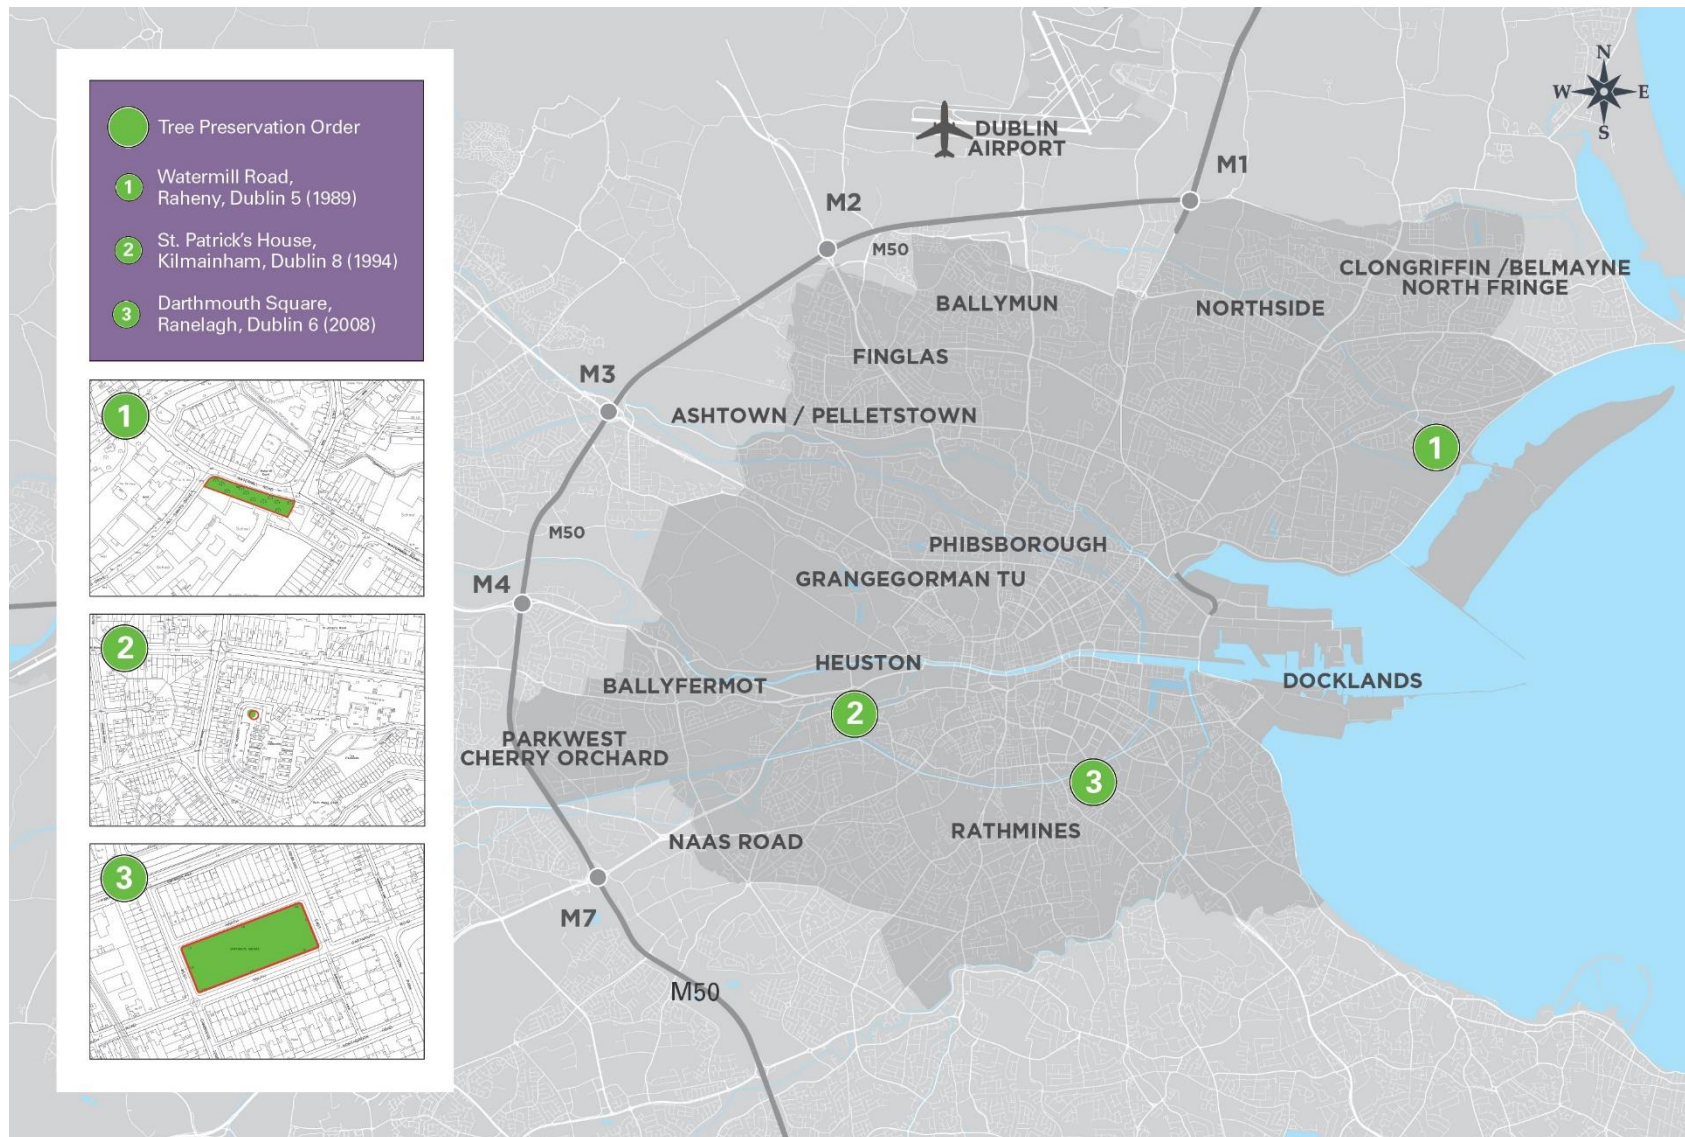 Tree Preservation Order
1
Watermill Road,
Raheny, Dublin 5 (1989)
2
St. Patrick's House,
Kilmainham, Dublin 8 (1994)
3
Darthmouth Square,
Ranelagh, Dublin 6 (2008)
1
2
3
N
W
E
S
DUBLIN
AIRPORT
M1
M2
M50
CLONGRIFFIN /BELMAYNE
NORTH FRINGE
BALLYMUN
NORTHSIDE
FINGLAS
M3
ASHTOWN / PELLETSTOWN
1
M50
PHIBSBOROUGH
GRANGEGORMAN TU
M4
HEUSTON
BALLYFERMOT
DOCKLANDS
2
PARKWEST
CHERRY ORCHARD
3
RATHMINES
NAAS ROAD
M7
M50